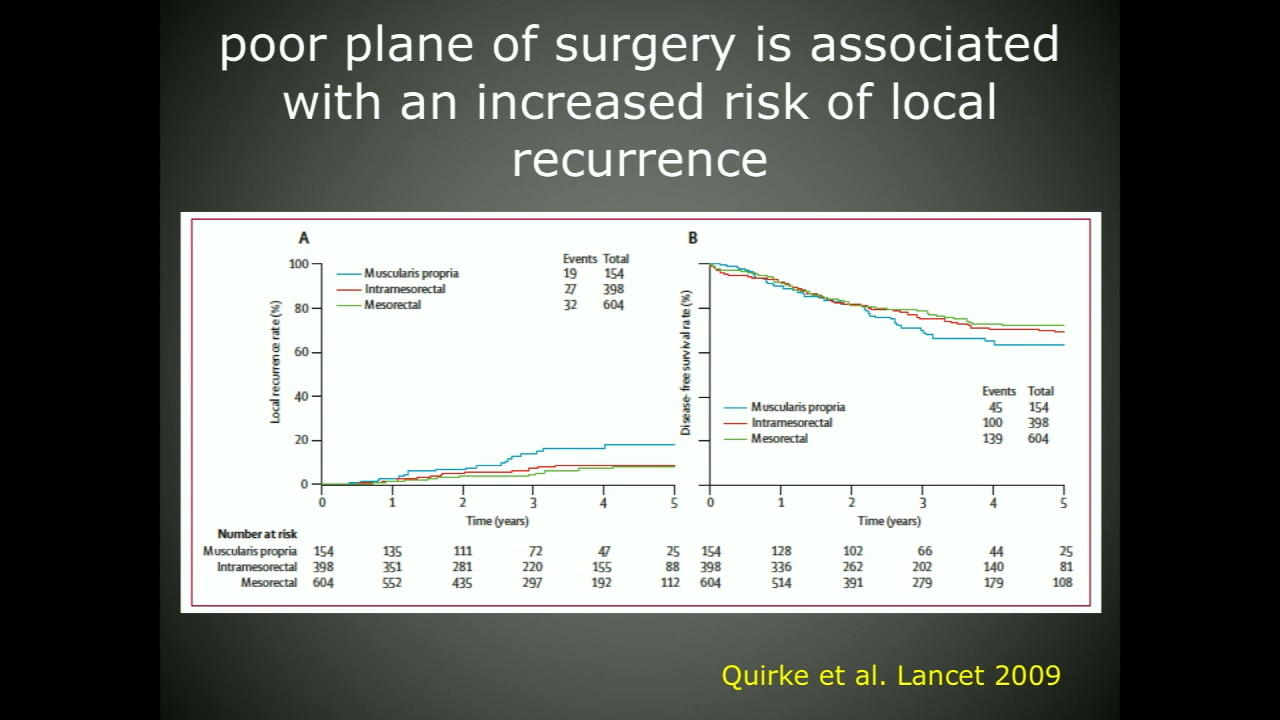 poor plane of surgery is associated
with an increased risk of local
recurrence
A
Events Total
Muscularis propria 19 154
Intramesorectal 27 398
Mesorectal 32 604
Local recurrence rate (%)
100
80
60
40
20
0
0 1 2 3 4 5
Time (years)
B
Disease-free survival rate (%)
Events Total
Muscularis propria 45 154
Intramesorectal 100 398
Mesorectal 139 604
0 1 2 3 4 5
Time (years)
Number at risk
Muscularis propria 154 135 111 72 47 25 154 128 102 66 44 25
Intramesorectal 398 351 281 220 155 88 398 336 262 202 140 81
Mesorectal 604 552 435 297 192 112 604 514 391 279 179 108
Quirke et al. Lancet 2009